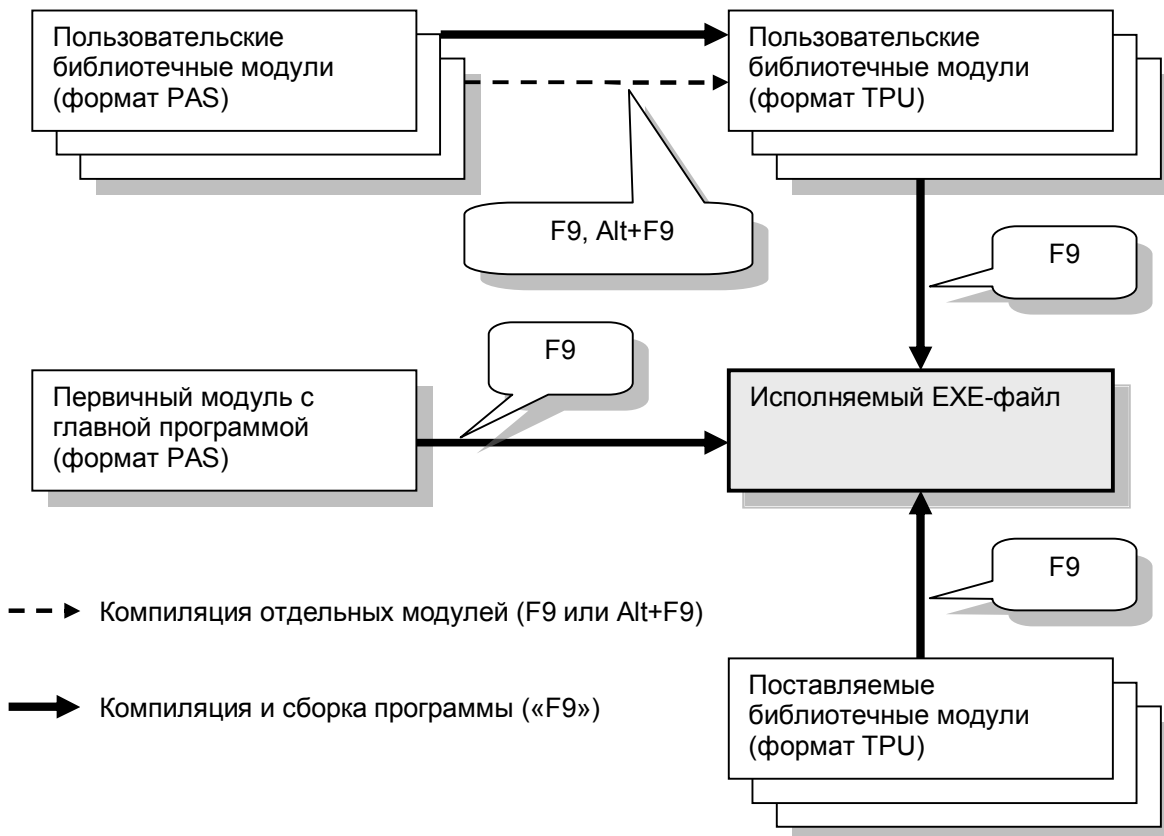 Пользовательские
библиотечные модули
(формат PAS)
Пользовательские
библиотечные модули
(формат TPU)
F9, Alt+F9
F9
F9
Первичный модуль с
главной программой
(формат PAS)
Исполняемый EXE-файл
F9
Компиляция отдельных модулей (F9 или Alt+F9)
Компиляция и сборка программы («F9»)
Поставляемые
библиотечные модули
(формат TPU)